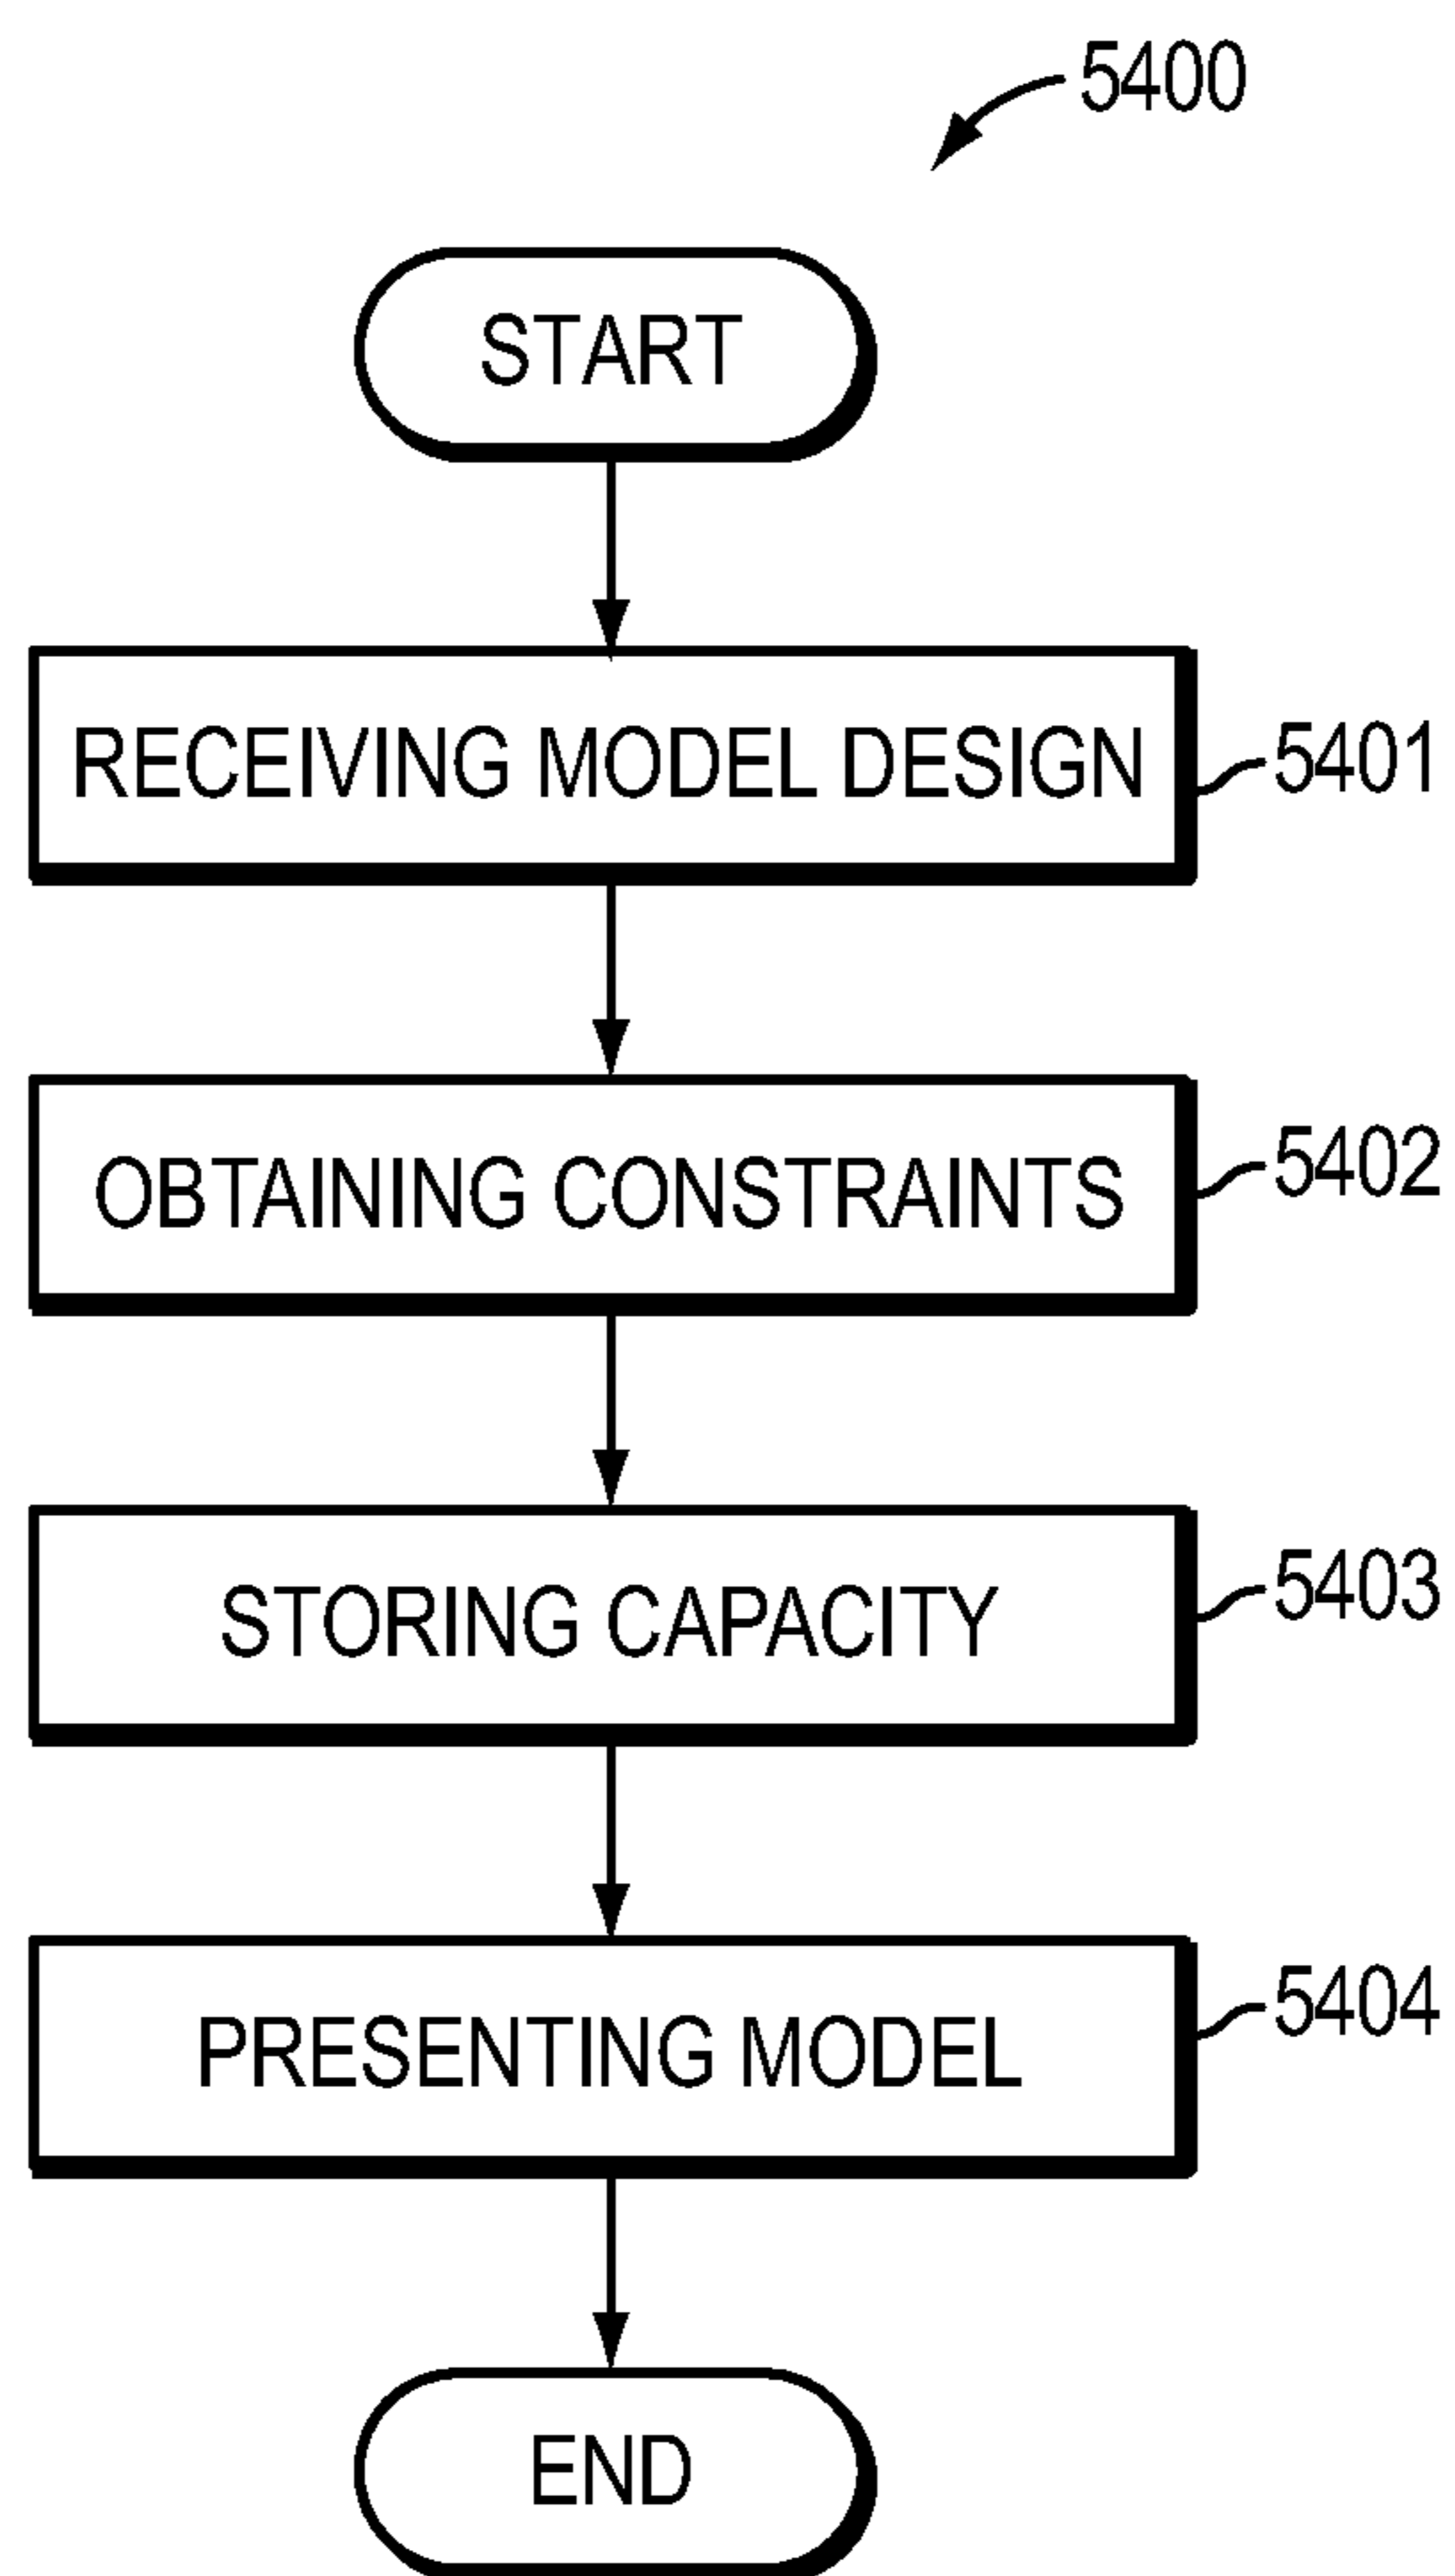 5400
START
RECEIVING MODEL DESIGN
5401
OBTAINING CONSTRAINTS
5402
STORING CAPACITY
5403
PRESENTING MODEL
5404
END